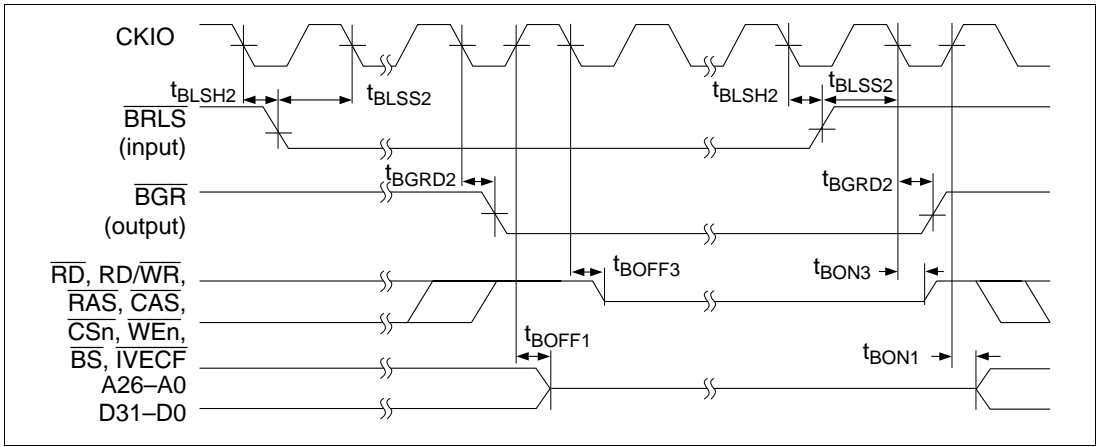 CKIO
tBLSH2 tBLSS2 tBLSH2 tBLSS2
BRLS
(input)
tBGRD2 tBGRD2
BGR
(output)
tBOFF3 tBON3
RD, RD/WR,
RAS, CAS,
CSn, WEn,
tBOFF1 tBON1
BS, IVECF
A26–A0
D31–D0